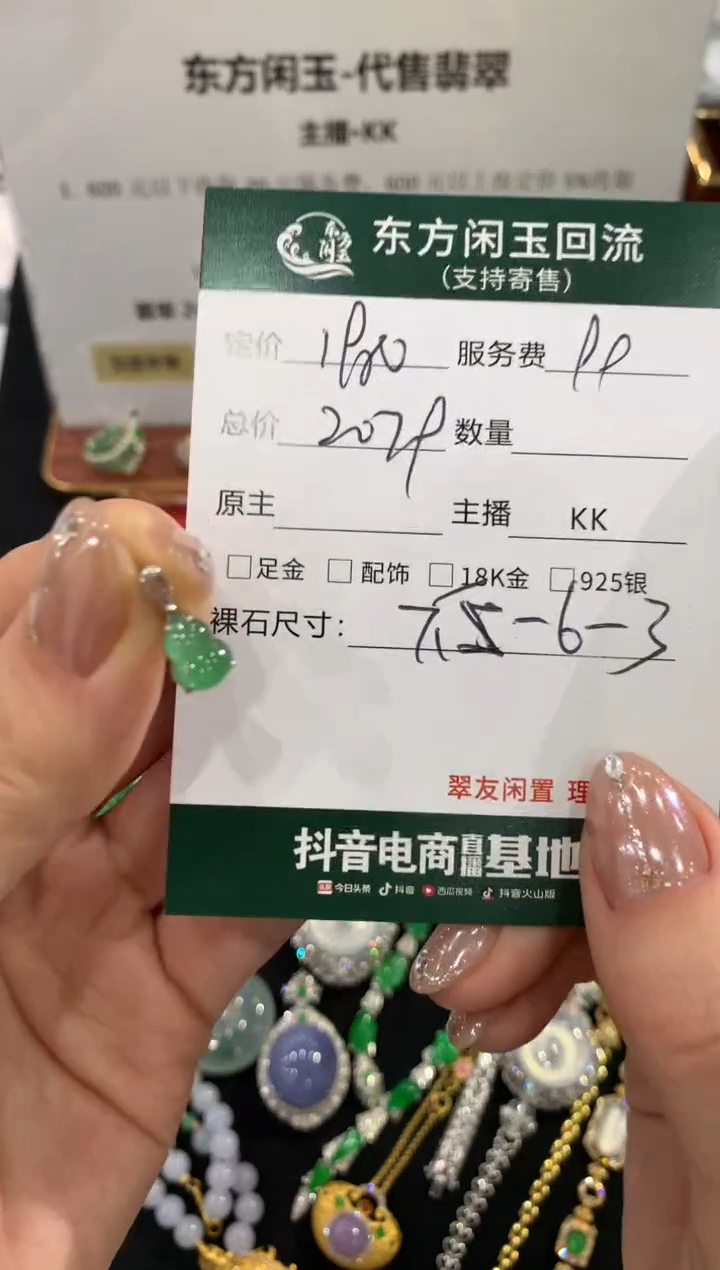 东方闲玉-代售翡翠
主播-KK
东方闲玉回流
(支持寄售)
定价 1980 服务费 99
总价 2079 数量
原主 主播 KK
□足金 □配饰 □18K金 □925银
裸石尺寸: 7.5-6-3
翠友闲置
抖音电商直播基地
今日头条 抖音 西瓜视频 抖音火山版